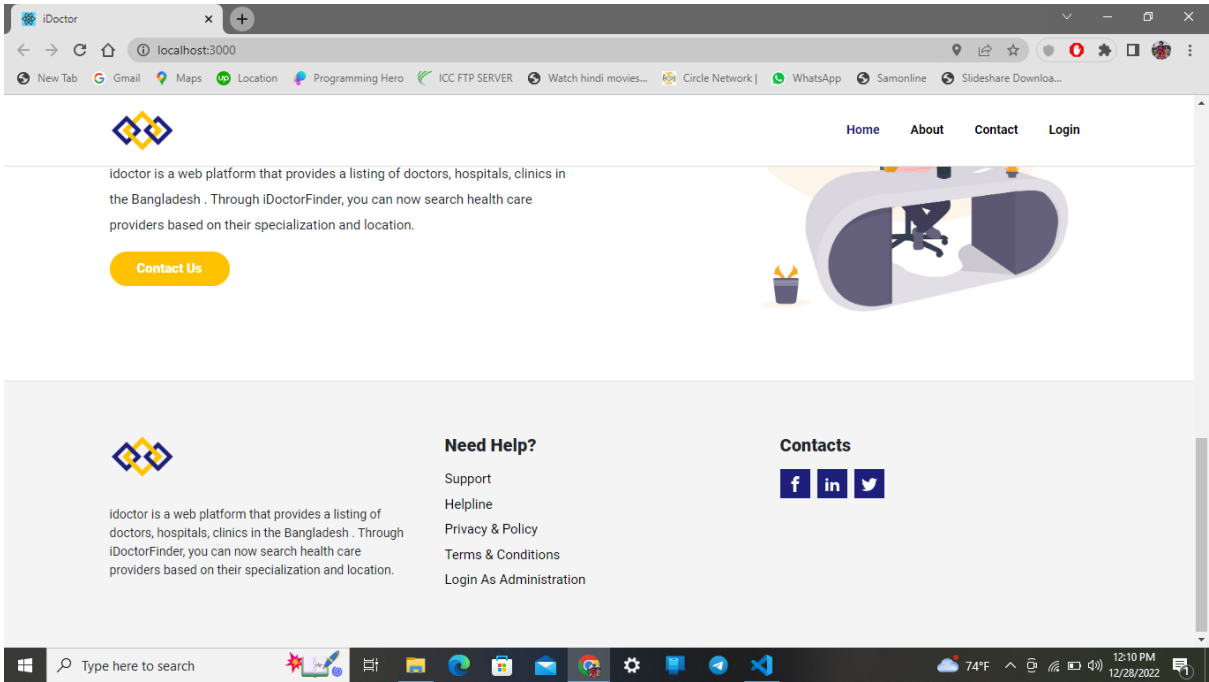 iDoctor
localhost:3000
New Tab Gmail Maps Location Programming Hero ICC FTP SERVER Watch hindi movies... Circle Network | WhatsApp Samonline Slideshare Downloa...
Home About Contact Login
idoctor is a web platform that provides a listing of doctors, hospitals, clinics in
the Bangladesh . Through iDoctorFinder, you can now search health care
providers based on their specialization and location.
Contact Us
idoctor is a web platform that provides a listing of
doctors, hospitals, clinics in the Bangladesh . Through
iDoctorFinder, you can now search health care
providers based on their specialization and location.
Need Help?
Support
Helpline
Privacy & Policy
Terms & Conditions
Login As Administration
Contacts
f in
Type here to search
74°F
12:10 PM
12/28/2022
1